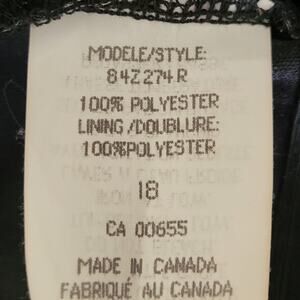 MODELE/STYLE:
84Z274R
100% POLYESTER
LINING/DOUBLURE:
100%POLYESTER
18
CA 00655
MADE IN CANADA
FABRIQUÉ AU CANADA